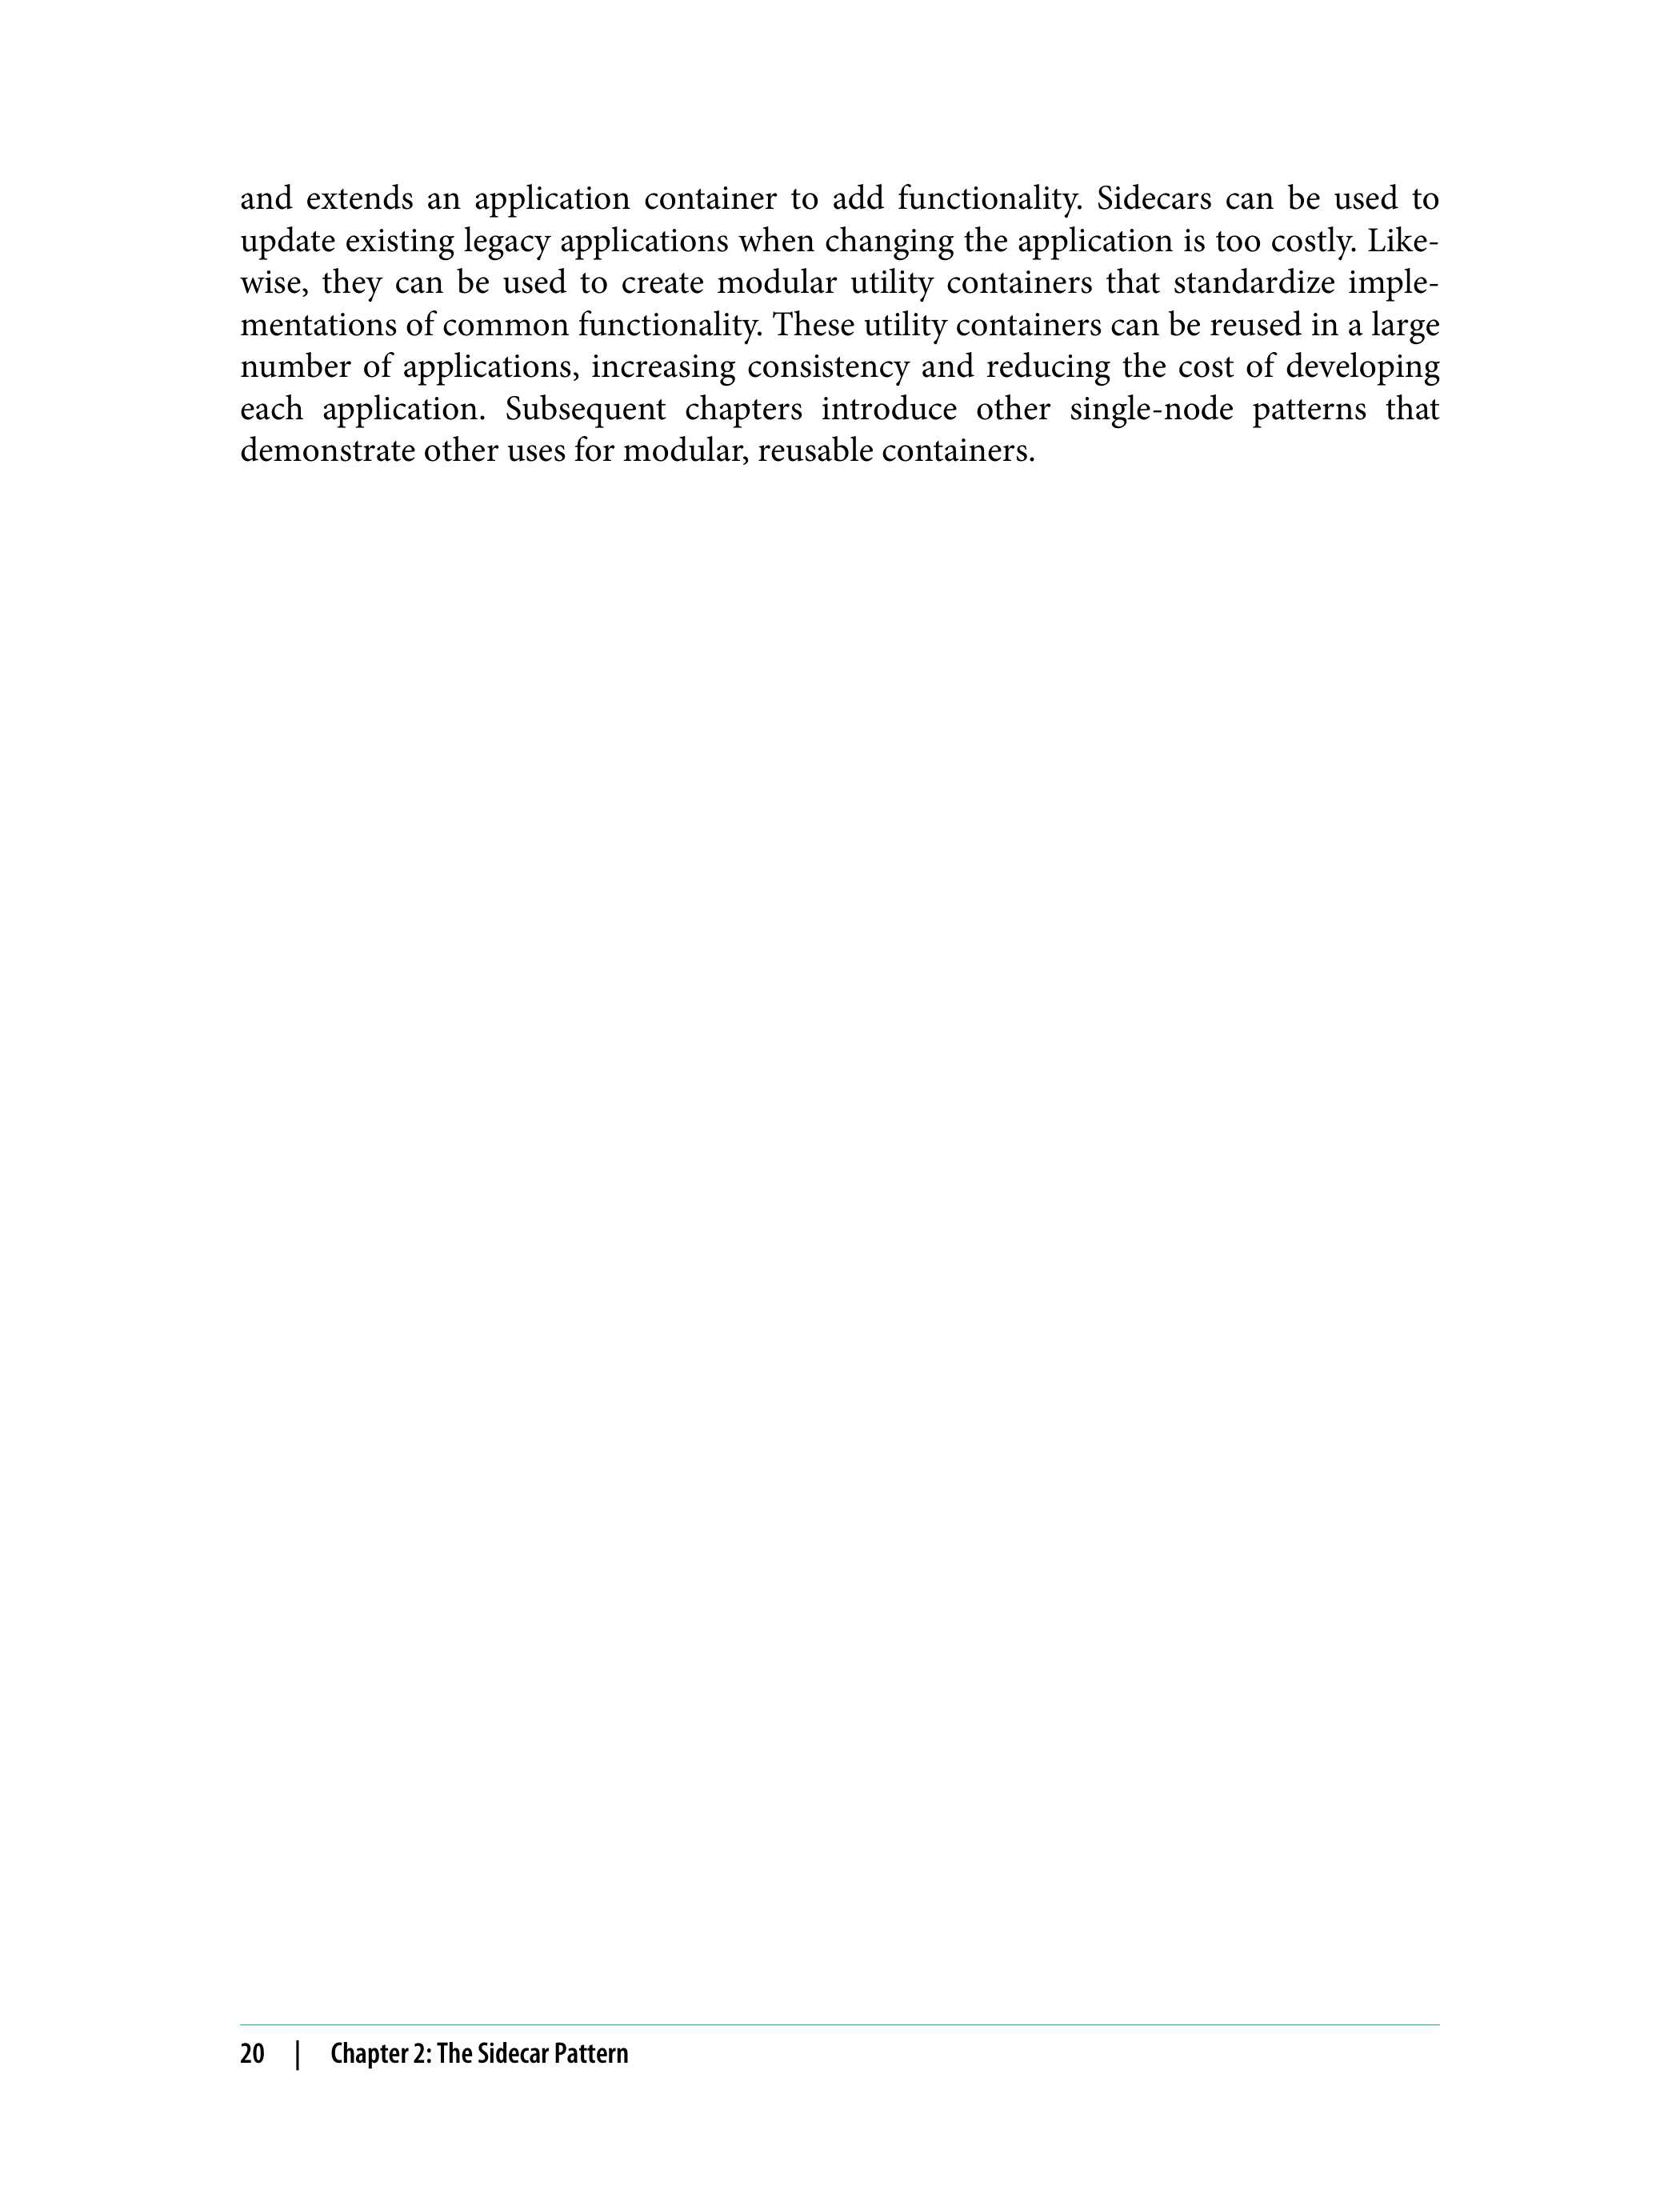 and extends an application container to add functionality. Sidecars can be used to
update existing legacy applications when changing the application is too costly. Like-
wise, they can be used to create modular utility containers that standardize imple-
mentations of common functionality. These utility containers can be reused in a large
number of applications, increasing consistency and reducing the cost of developing
each application. Subsequent chapters introduce other single-node patterns that
demonstrate other uses for modular, reusable containers.
20 | Chapter 2: The Sidecar Pattern